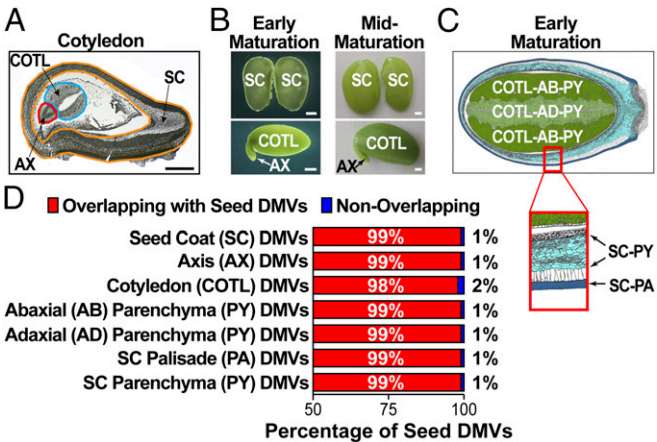 A
Cotyledon
COTL
SC
AX
B
Early
Maturation
Mid-
Maturation
SC SC
SC SC
COTL
AX
COTL
AX
C
Early
Maturation
COTL-AB-PY
COTL-AD-PY
COTL-AB-PY
SC-PY
SC-PA
D
Overlapping with Seed DMVs
Non-Overlapping
Seed Coat (SC) DMVs 99% 1%
Axis (AX) DMVs 99% 1%
Cotyledon (COTL) DMVs 98% 2%
Abaxial (AB) Parenchyma (PY) DMVs 99% 1%
Adaxial (AD) Parenchyma (PY) DMVs 99% 1%
SC Palisade (PA) DMVs 99% 1%
SC Parenchyma (PY) DMVs 99% 1%
50 75 100
Percentage of Seed DMVs